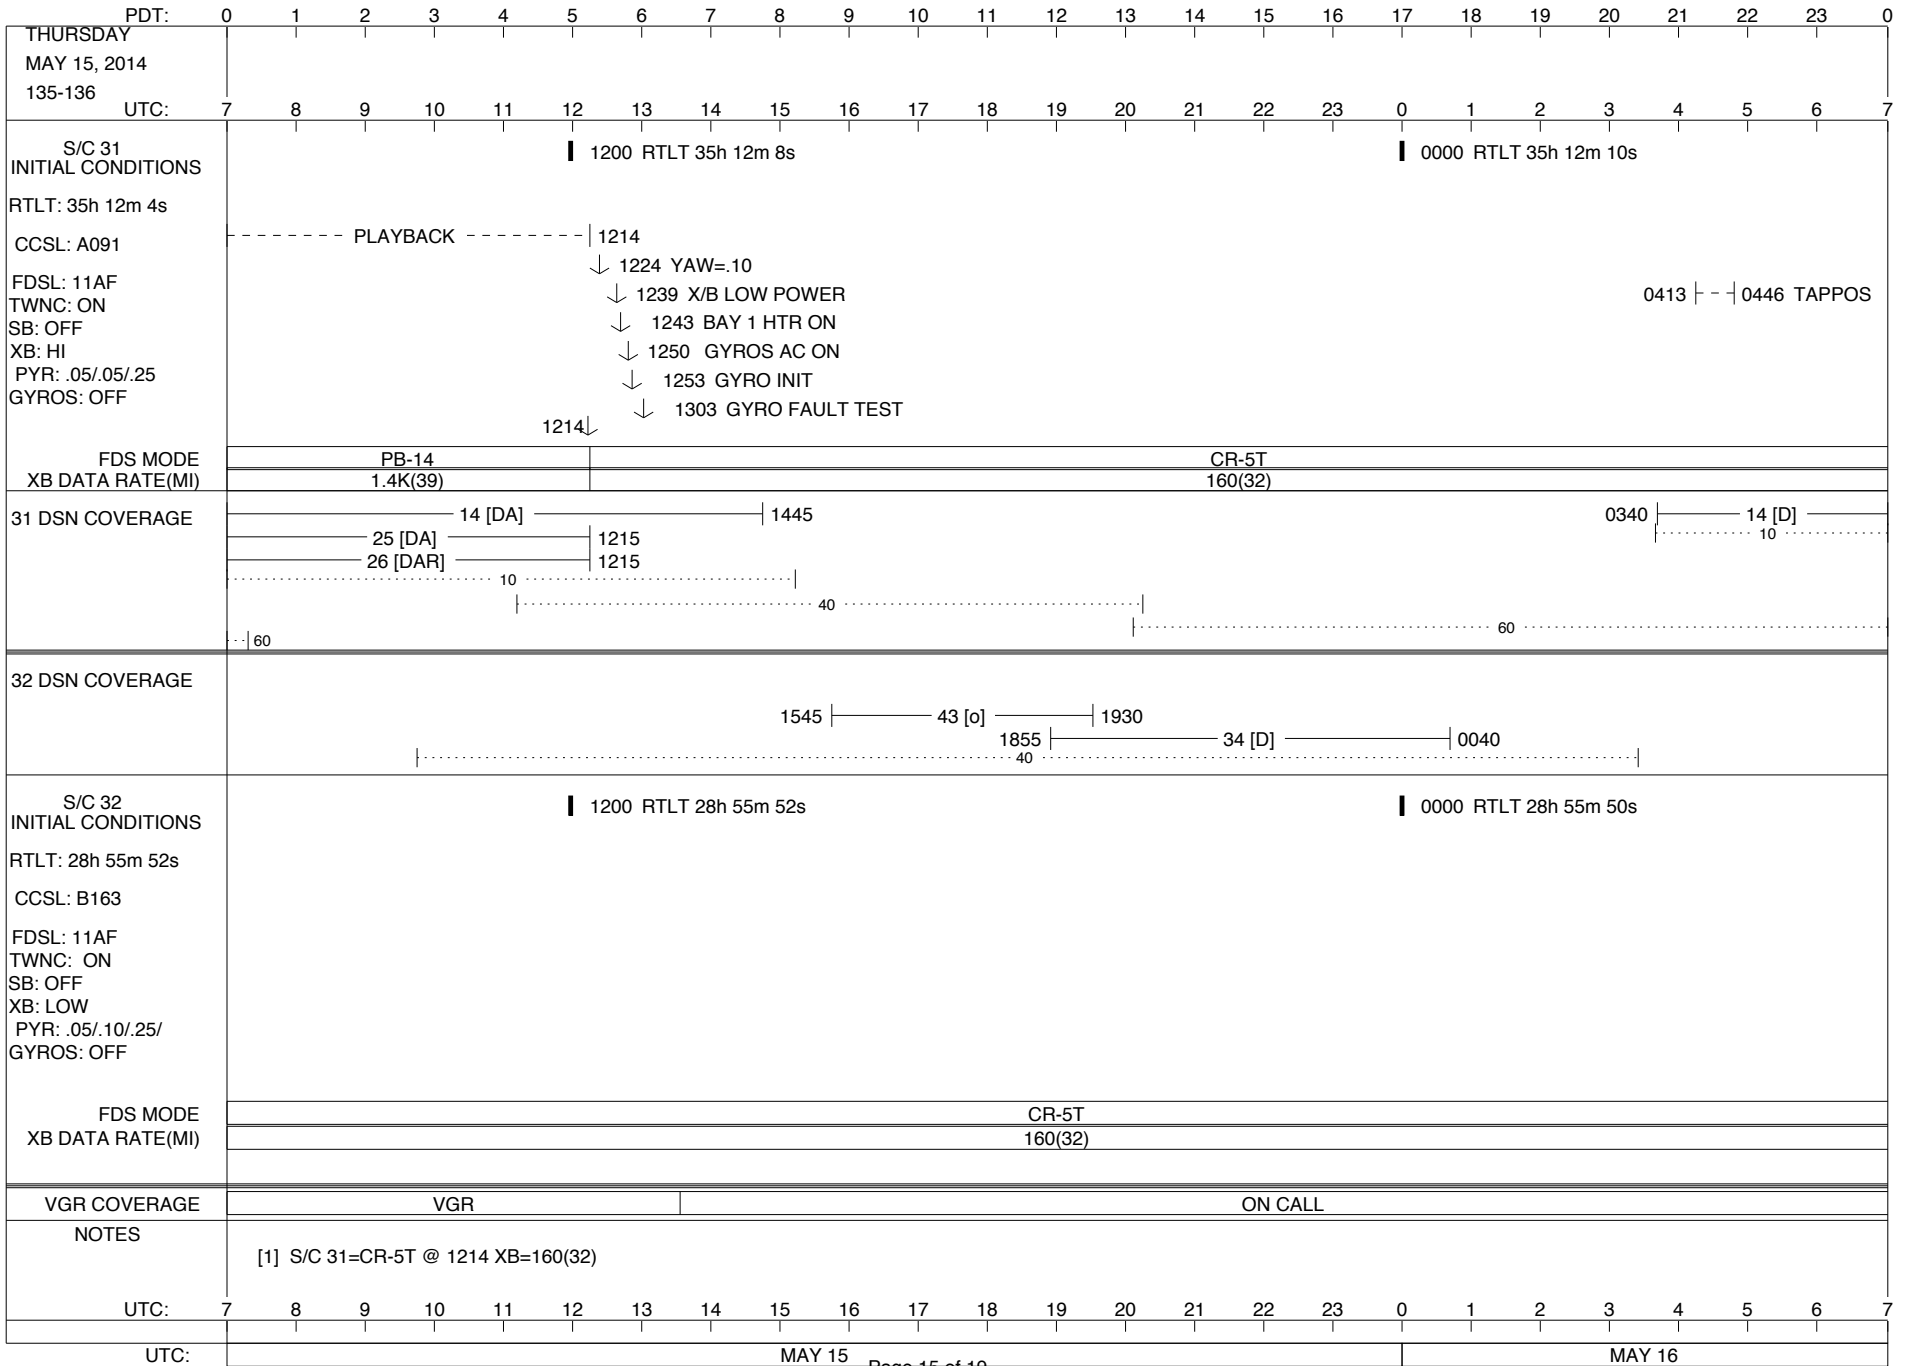 PDT: 0 1 2 3 4 5 6 7 8 9 10 11 12 13 14 15 16 17 18 19 20 21 22 23 0
THURSDAY
MAY 15, 2014
135-136
UTC: 7 8 9 10 11 12 13 14 15 16 17 18 19 20 21 22 23 0 1 2 3 4 5 6 7
S/C 31
INITIAL CONDITIONS
1200 RTLT 35h 12m 8s
0000 RTLT 35h 12m 10s
RTLT: 35h 12m 4s
PLAYBACK 1214
CCSL: A091
1224 YAW=.10
FDSL: 11AF
1239 X/B LOW POWER
0413 0446 TAPPOS
TWNC: ON
SB: OFF
1243 BAY 1 HTR ON
XB: HI
1250 GYROS AC ON
PYR: .05/.05/.25
1253 GYRO INIT
GYROS: OFF
1303 GYRO FAULT TEST
1214
FDS MODE PB-14 CR-5T
XB DATA RATE(MI) 1.4K(39) 160(32)
31 DSN COVERAGE
14 [DA] 1445
0340 14 [D]
25 [DA] 1215
10
26 [DAR] 1215
10
40
60
60
32 DSN COVERAGE
1545 43 [o] 1930
1855 34 [D] 0040
40
S/C 32
INITIAL CONDITIONS
1200 RTLT 28h 55m 52s
0000 RTLT 28h 55m 50s
RTLT: 28h 55m 52s
CCSL: B163
FDSL: 11AF
TWNC: ON
SB: OFF
XB: LOW
PYR: .05/.10/.25/
GYROS: OFF
FDS MODE CR-5T
XB DATA RATE(MI) 160(32)
VGR COVERAGE VGR ON CALL
NOTES
[1] S/C 31=CR-5T @ 1214 XB=160(32)
UTC: 7 8 9 10 11 12 13 14 15 16 17 18 19 20 21 22 23 0 1 2 3 4 5 6 7
UTC: MAY 15 MAY 16
Page 15 of 19